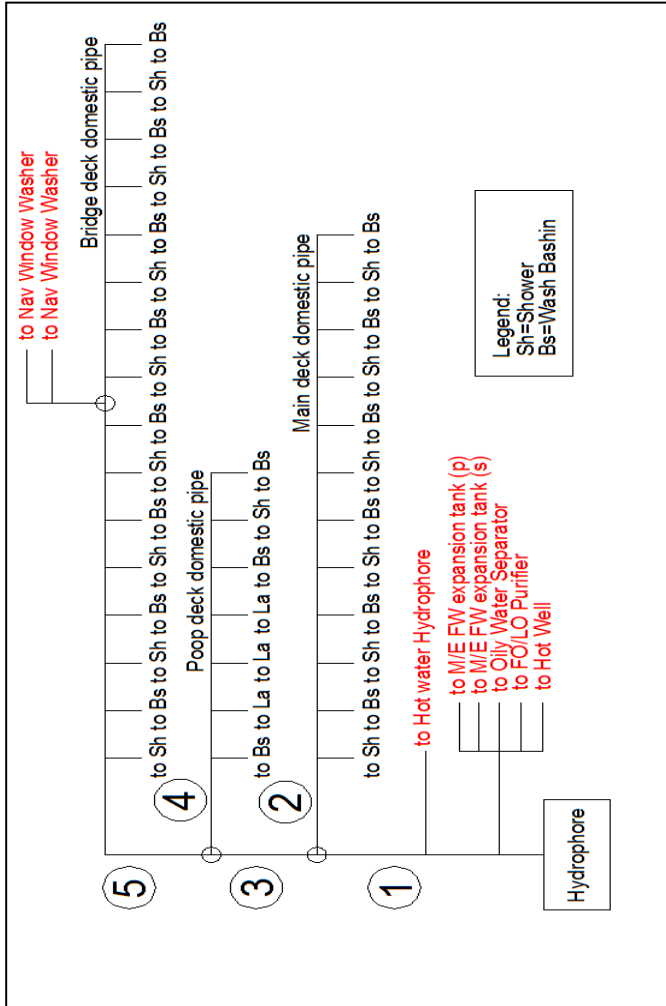 to Nav Window Washer
to Nav Window Washer
Bridge deck domestic pipe
5
to Sh to Bs to Sh to Bs to Sh to Bs to Sh to Bs to Sh to Bs to Sh to Bs to Sh to Bs to Sh to Bs
4
Poop deck domestic pipe
3
to Bs to La to La to La to Bs to Sh to Bs
2
Main deck domestic pipe
to Sh to Bs to Sh to Bs to Sh to Bs to Sh to Bs to Sh to Bs to Sh to Bs
1
to Hot water Hydrophore
to M/E FW expansion tank (p)
to M/E FW expansion tank (s)
to Oily Water Separator
to FO/LO Purifier
to Hot Well
Hydrophore
Legend:
Sh=Shower
Bs=Wash Bashin